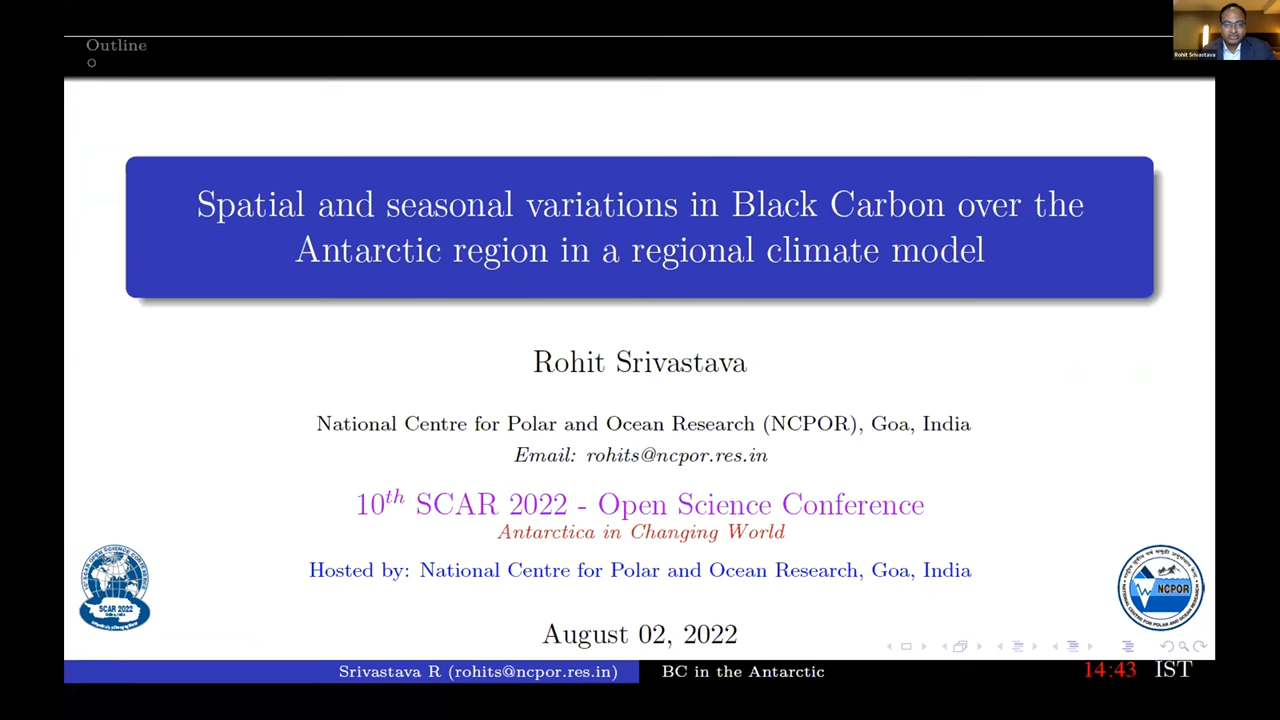 Outline
Rohit Srivastava
Spatial and seasonal variations in Black Carbon over the
Antarctic region in a regional climate model
Rohit Srivastava
National Centre for Polar and Ocean Research (NCPOR), Goa, India
Email: rohits@ncpor.res.in
10th SCAR 2022 - Open Science Conference
Antarctica in Changing World
Hosted by: National Centre for Polar and Ocean Research, Goa, India
SCAR 2022
NCPOR
August 02, 2022
Srivastava R (rohits@ncpor.res.in)
BC in the Antarctic
14:43 IST